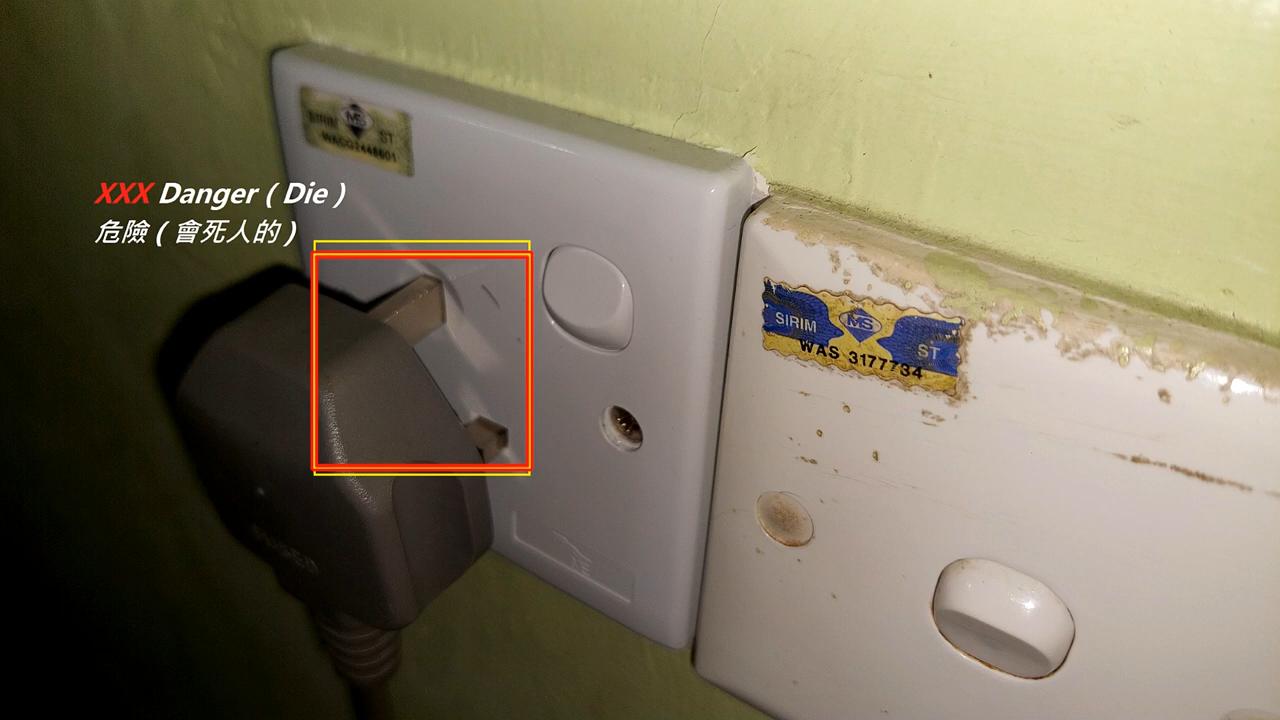 SIRIM MS ST
XXX Danger ( Die )
危險 ( 會死人的 )
SIRIM MS ST
WAS 3177734